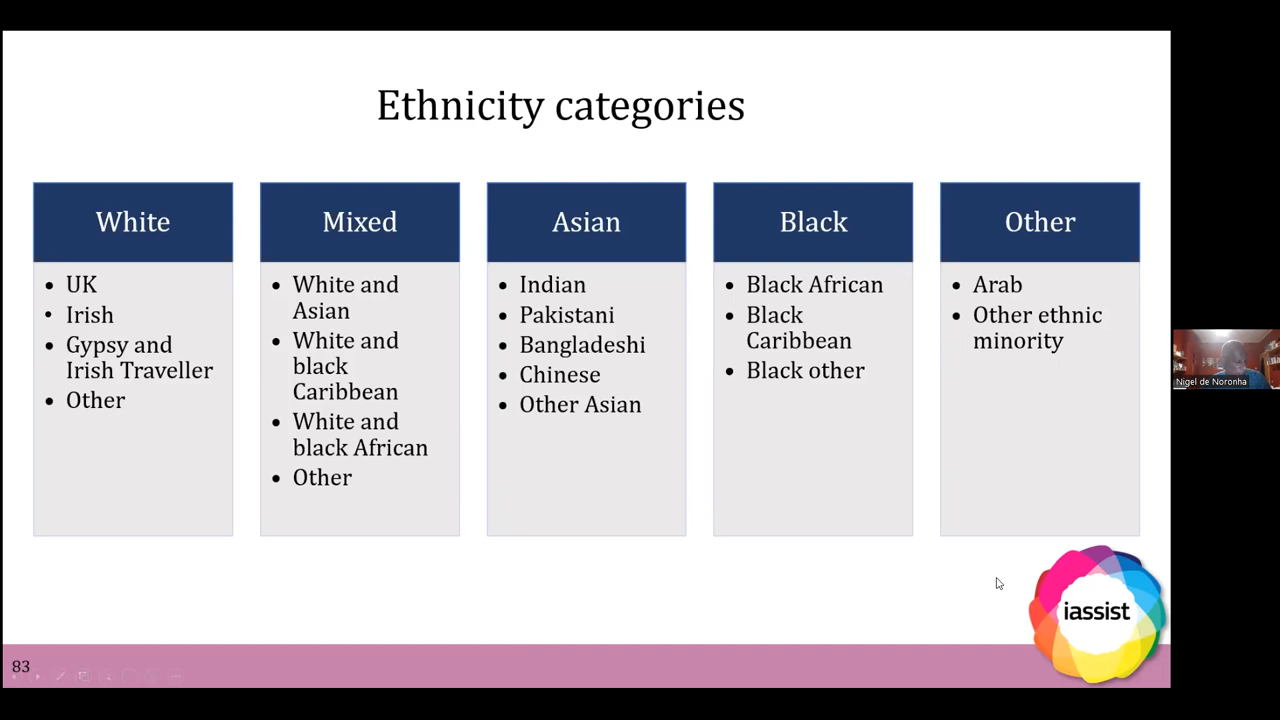 Ethnicity categories
White
• UK
• Irish
• Gypsy and
Irish Traveller
• Other
Mixed
• White and
Asian
• White and
black
Caribbean
• White and
black African
• Other
Asian
• Indian
• Pakistani
• Bangladeshi
• Chinese
• Other Asian
Black
• Black African
• Black
Caribbean
• Black other
Other
• Arab
• Other ethnic
minority
Nigel de Noronha
iassist
83